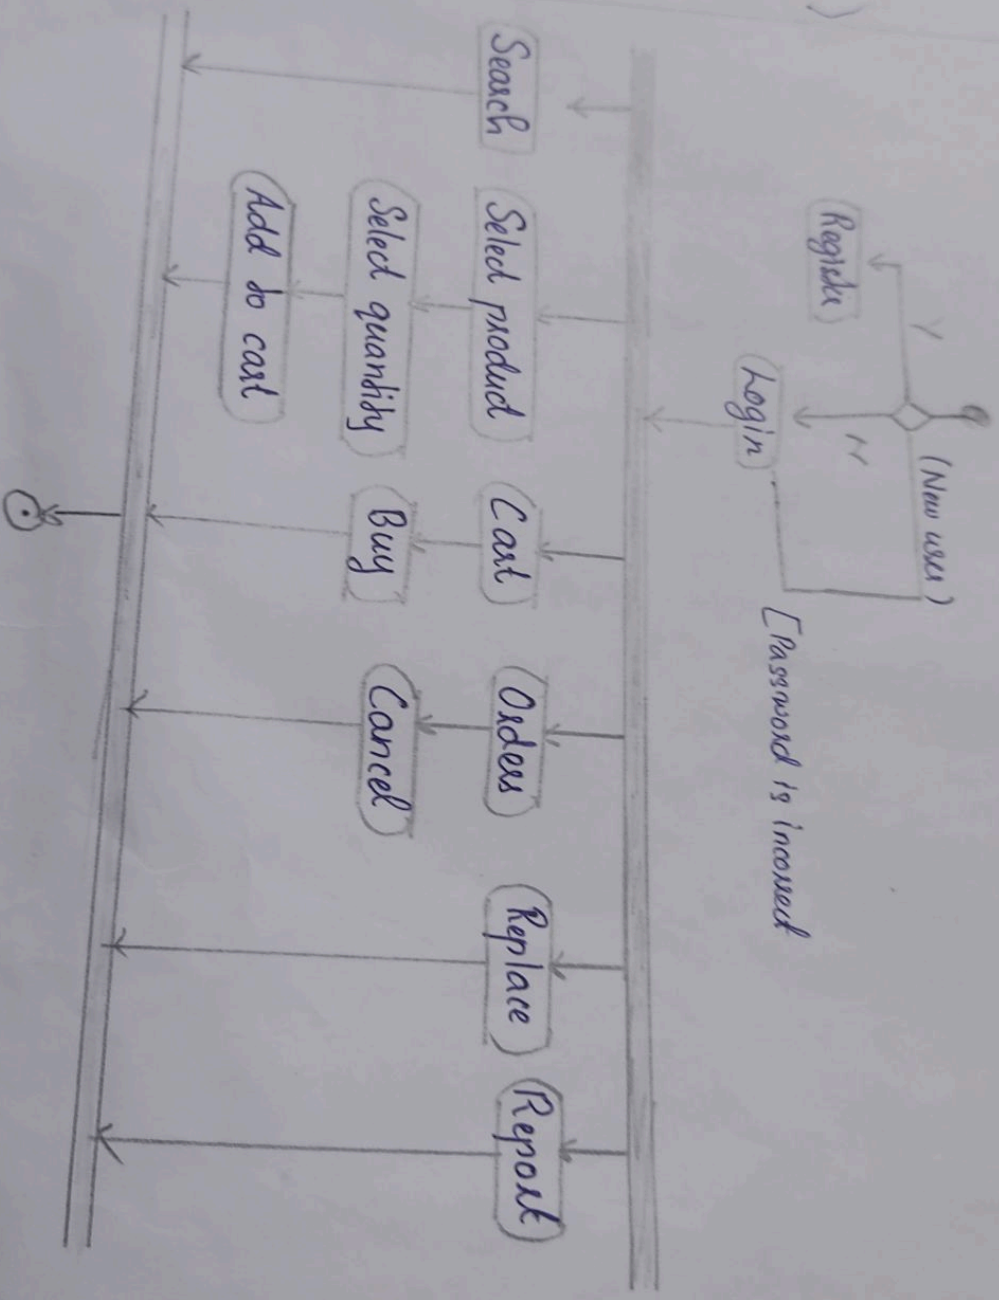 (New user)
Y
N
Register
Login
[Password is incorrect
Search
Select product
Cart
Orders
Replace
Report
Select quantity
Buy
Cancel
Add to cart